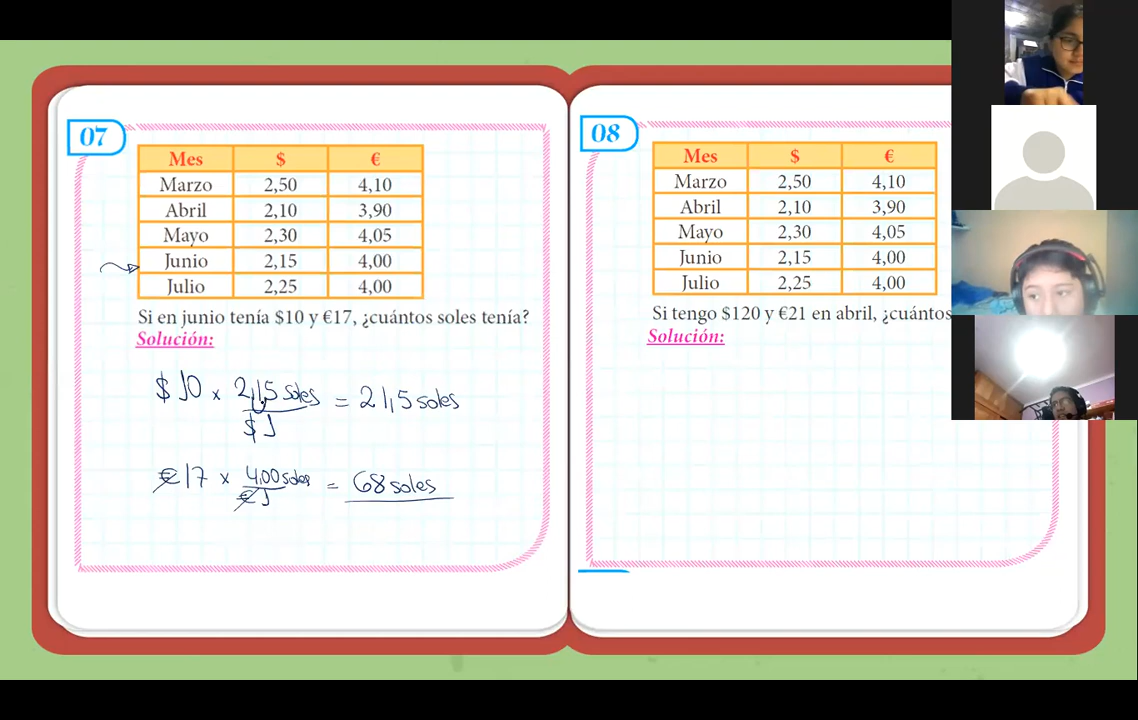 07
Mes $ €
Marzo 2,50 4,10
Abril 2,10 3,90
Mayo 2,30 4,05
Junio 2,15 4,00
Julio 2,25 4,00
Si en junio tenía $10 y €17, ¿cuántos soles tenía?
Solución:
$ 10 x 2,15 soles = 21,5 soles
$ 1
€ 17 x 4,00 soles = 68 soles
€ 1
08
Mes $ €
Marzo 2,50 4,10
Abril 2,10 3,90
Mayo 2,30 4,05
Junio 2,15 4,00
Julio 2,25 4,00
Si tengo $120 y €21 en abril, ¿cuántos
Solución: